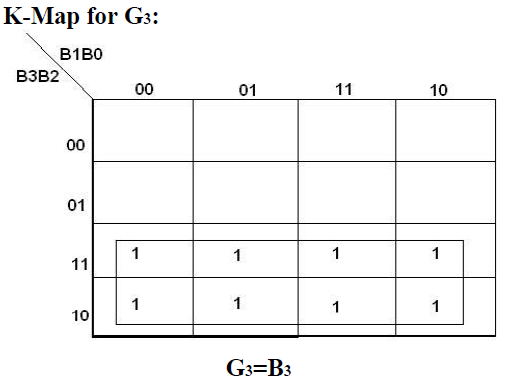 K-Map for G3:
B1B0
B3B2
00 01 11 10
00
01
11 1 1 1 1
10 1 1 1 1
G3=B3